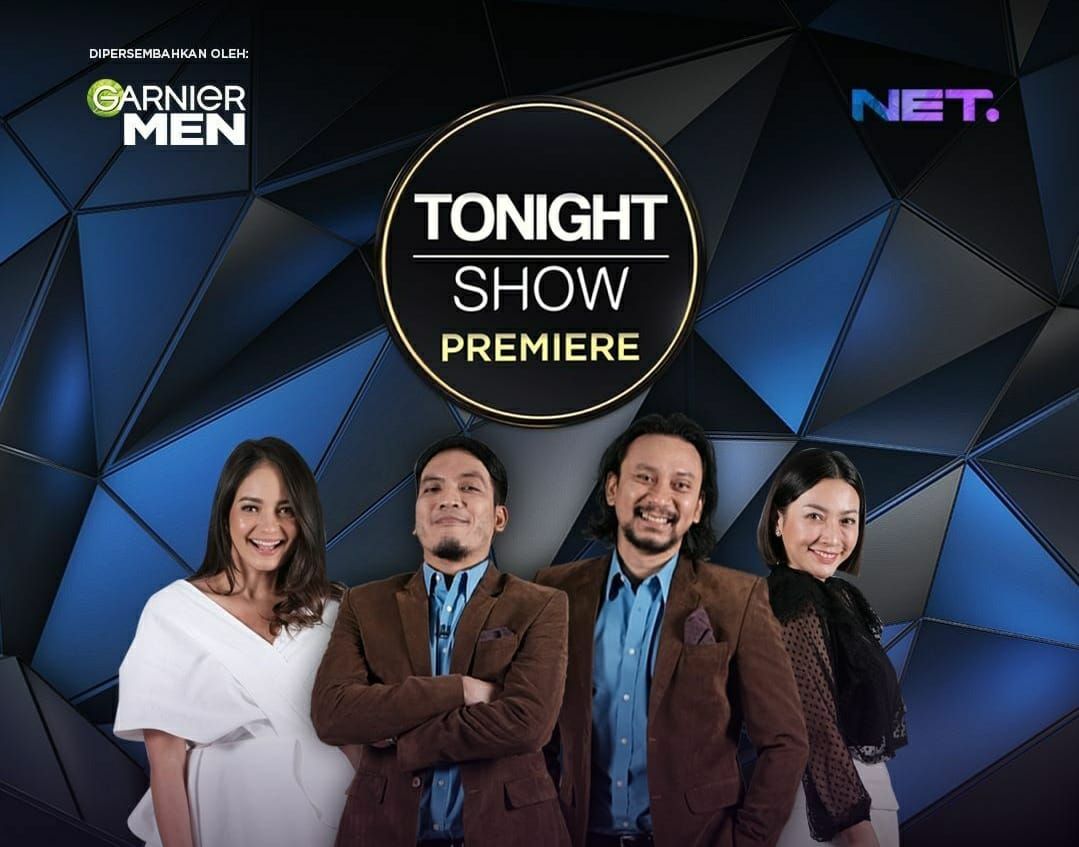 DIPERSEMBAHKAN OLEH:
GARNIER
MEN
NET.
TONIGHT
SHOW
PREMIERE